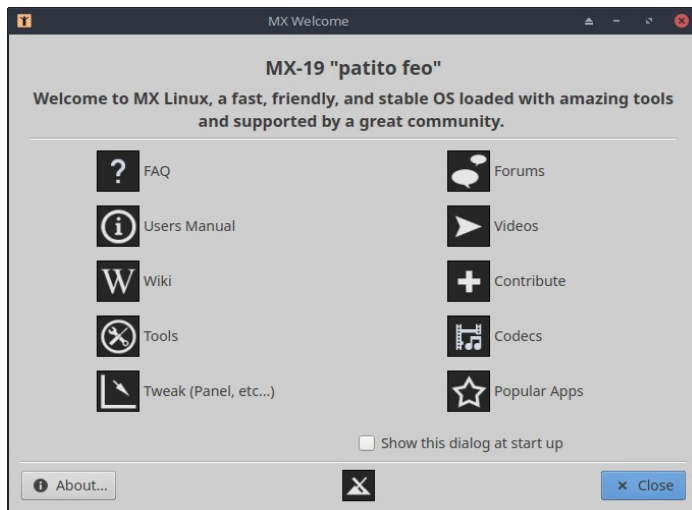 MX Welcome
MX-19 "patito feo"
Welcome to MX Linux, a fast, friendly, and stable OS loaded with amazing tools
and supported by a great community.
FAQ
Forums
Users Manual
Videos
Wiki
Contribute
Tools
Codecs
Tweak (Panel, etc...)
Popular Apps
Show this dialog at start up
About...
Close